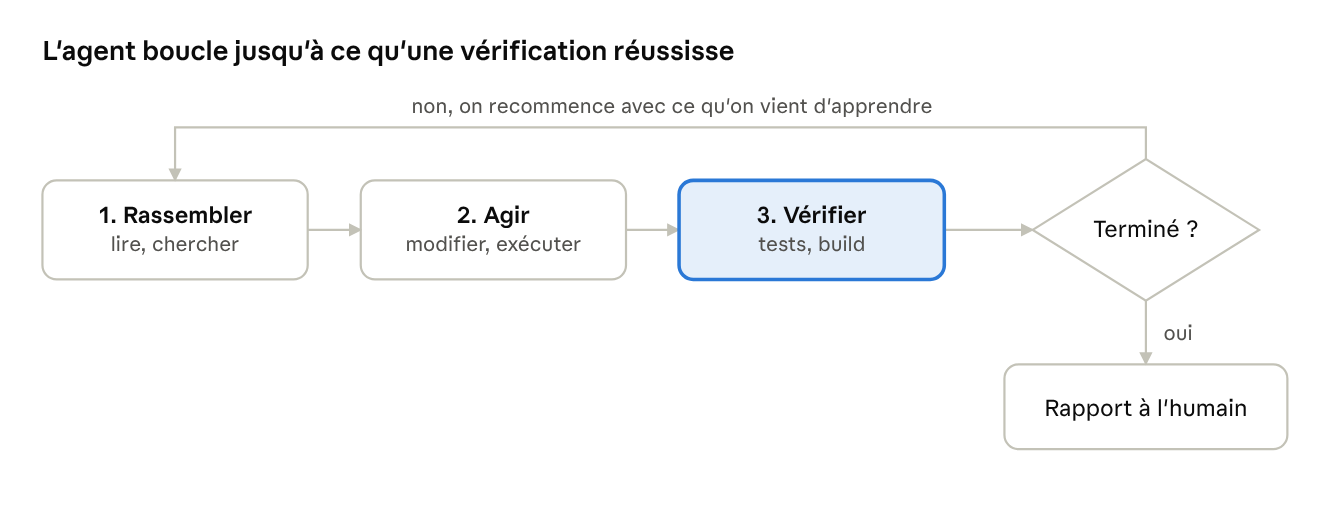 L'agent boucle jusqu'à ce qu'une vérification réussisse
non, on recommence avec ce qu'on vient d'apprendre
1. Rassembler
lire, chercher
2. Agir
modifier, exécuter
3. Vérifier
tests, build
Terminé ?
oui
Rapport à l'humain